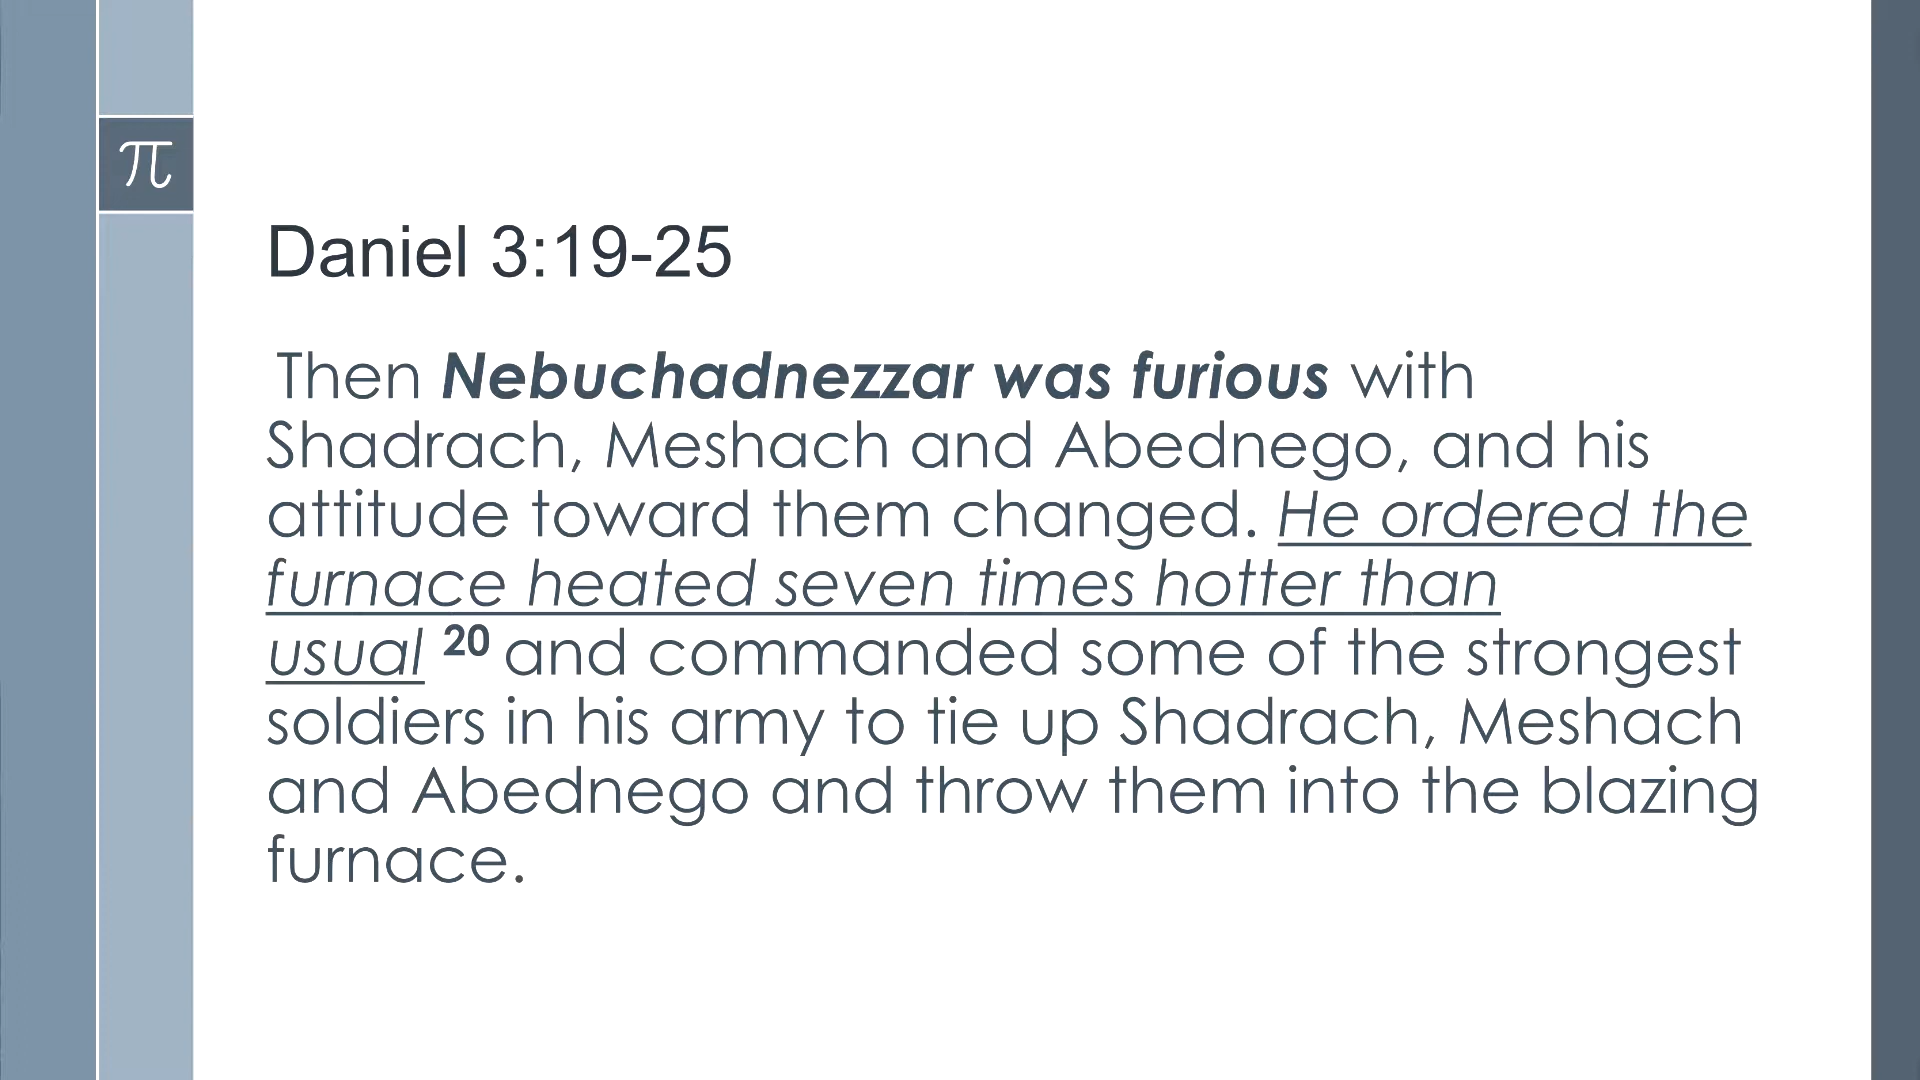 π
Daniel 3:19-25
Then Nebuchadnezzar was furious with
Shadrach, Meshach and Abednego, and his
attitude toward them changed. He ordered the
furnace heated seven times hotter than
usual 20 and commanded some of the strongest
soldiers in his army to tie up Shadrach, Meshach
and Abednego and throw them into the blazing
furnace.